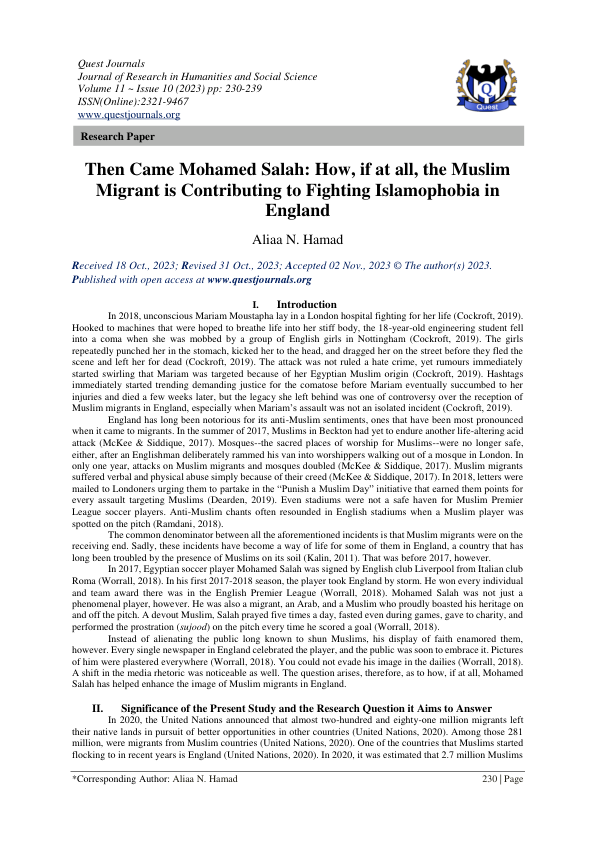 Quest Journals
Journal of Research in Humanities and Social Science
Volume 11 ~ Issue 10 (2023) pp: 230-239
ISSN(Online):2321-9467
www.questjournals.org
Quest
Research Paper
Then Came Mohamed Salah: How, if at all, the Muslim
Migrant is Contributing to Fighting Islamophobia in
England
Aliaa N. Hamad
Received 18 Oct., 2023; Revised 31 Oct., 2023; Accepted 02 Nov., 2023 © The author(s) 2023.
Published with open access at www.questjournals.org
I. Introduction
In 2018, unconscious Mariam Moustapha lay in a London hospital fighting for her life (Cockroft, 2019).
Hooked to machines that were hoped to breathe life into her stiff body, the 18-year-old engineering student fell
into a coma when she was mobbed by a group of English girls in Nottingham (Cockroft, 2019). The girls
repeatedly punched her in the stomach, kicked her to the head, and dragged her on the street before they fled the
scene and left her for dead (Cockroft, 2019). The attack was not ruled a hate crime, yet rumours immediately
started swirling that Mariam was targeted because of her Egyptian Muslim origin (Cockroft, 2019). Hashtags
immediately started trending demanding justice for the comatose before Mariam eventually succumbed to her
injuries and died a few weeks later, but the legacy she left behind was one of controversy over the reception of
Muslim migrants in England, especially when Mariam's assault was not an isolated incident (Cockroft, 2019).
England has long been notorious for its anti-Muslim sentiments, ones that have been most pronounced
when it came to migrants. In the summer of 2017, Muslims in Beckton had yet to endure another life-altering acid
attack (McKee & Siddique, 2017). Mosques--the sacred places of worship for Muslims--were no longer safe,
either, after an Englishman deliberately rammed his van into worshippers walking out of a mosque in London. In
only one year, attacks on Muslim migrants and mosques doubled (McKee & Siddique, 2017). Muslim migrants
suffered verbal and physical abuse simply because of their creed (McKee & Siddique, 2017). In 2018, letters were
mailed to Londoners urging them to partake in the "Punish a Muslim Day" initiative that earned them points for
every assault targeting Muslims (Dearden, 2019). Even stadiums were not a safe haven for Muslim Premier
League soccer players. Anti-Muslim chants often resounded in English stadiums when a Muslim player was
spotted on the pitch (Ramdani, 2018).
The common denominator between all the aforementioned incidents is that Muslim migrants were on the
receiving end. Sadly, these incidents have become a way of life for some of them in England, a country that has
long been troubled by the presence of Muslims on its soil (Kalin, 2011). That was before 2017, however.
In 2017, Egyptian soccer player Mohamed Salah was signed by English club Liverpool from Italian club
Roma (Worrall, 2018). In his first 2017-2018 season, the player took England by storm. He won every individual
and team award there was in the English Premier League (Worrall, 2018). Mohamed Salah was not just a
phenomenal player, however. He was also a migrant, an Arab, and a Muslim who proudly boasted his heritage on
and off the pitch. A devout Muslim, Salah prayed five times a day, fasted even during games, gave to charity, and
performed the prostration (sujood) on the pitch every time he scored a goal (Worrall, 2018).
Instead of alienating the public long known to shun Muslims, his display of faith enamored them,
however. Every single newspaper in England celebrated the player, and the public was soon to embrace it. Pictures
of him were plastered everywhere (Worrall, 2018). You could not evade his image in the dailies (Worrall, 2018).
A shift in the media rhetoric was noticeable as well. The question arises, therefore, as to how, if at all, Mohamed
Salah has helped enhance the image of Muslim migrants in England.
II. Significance of the Present Study and the Research Question it Aims to Answer
In 2020, the United Nations announced that almost two-hundred and eighty-one million migrants left
their native lands in pursuit of better opportunities in other countries (United Nations, 2020). Among those 281
million, were migrants from Muslim countries (United Nations, 2020). One of the countries that Muslims started
flocking to in recent years is England (United Nations, 2020). In 2020, it was estimated that 2.7 million Muslims
*Corresponding Author: Aliaa N. Hamad
230 | Page